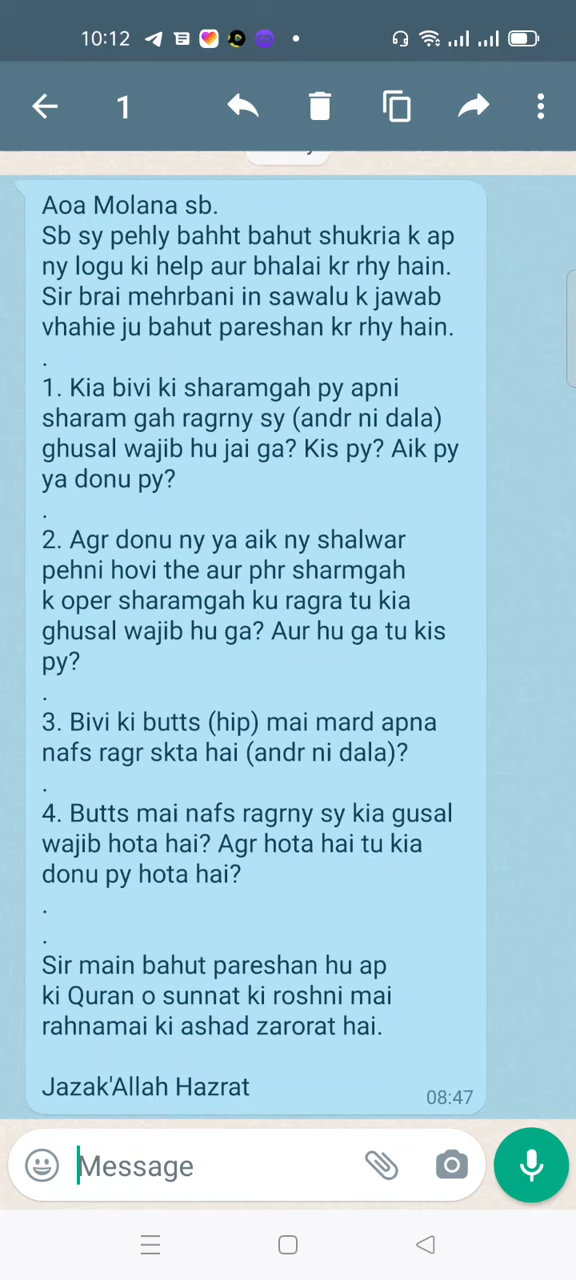 10:12
1
Aoa Molana sb.
Sb sy pehly bahht bahut shukria k ap
ny logu ki help aur bhalai kr rhy hain.
Sir brai mehrbani in sawalu k jawab
vhahie ju bahut pareshan kr rhy hain.
.
1. Kia bivi ki sharamgah py apni
sharam gah ragrny sy (andr ni dala)
ghusal wajib hu jai ga? Kis py? Aik py
ya donu py?
.
2. Agr donu ny ya aik ny shalwar
pehni hovi the aur phr sharmgah
k oper sharamgah ku ragra tu kia
ghusal wajib hu ga? Aur hu ga tu kis
py?
.
3. Bivi ki butts (hip) mai mard apna
nafs ragr skta hai (andr ni dala)?
.
4. Butts mai nafs ragrny sy kia gusal
wajib hota hai? Agr hota hai tu kia
donu py hota hai?
.
.
Sir main bahut pareshan hu ap
ki Quran o sunnat ki roshni mai
rahnamai ki ashad zarorat hai.
Jazak'Allah Hazrat
08:47
Message